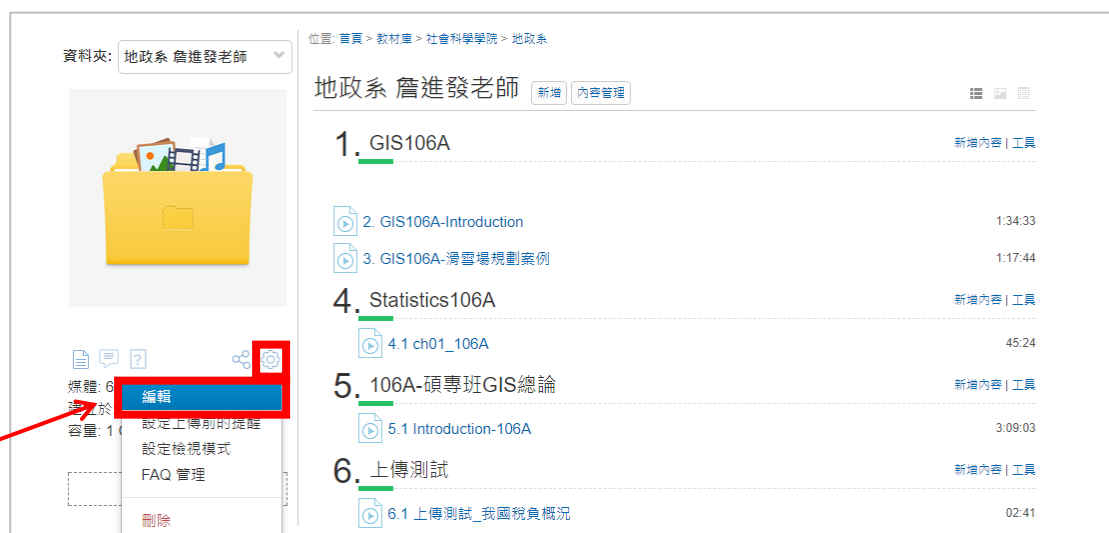 資料夾: 地政系 詹進發老師
媒體: 6
容量: 1
編輯
設定上傳前的提醒
設定檢視模式
FAQ 管理
刪除
位置: 首頁 > 教材庫 > 社會科學學院 > 地政系
地政系 詹進發老師 新增 內容管理
1. GIS106A 新增內容 | 工具
2. GIS106A-Introduction 1:34:33
3. GIS106A-滑雪場規劃案例 1:17:44
4. Statistics106A 新增內容 | 工具
4.1 ch01_106A 45:24
5. 106A-碩專班GIS總論 新增內容 | 工具
5.1 Introduction-106A 3:09:03
6. 上傳測試 新增內容 | 工具
6.1 上傳測試_我國稅負概況 02:41